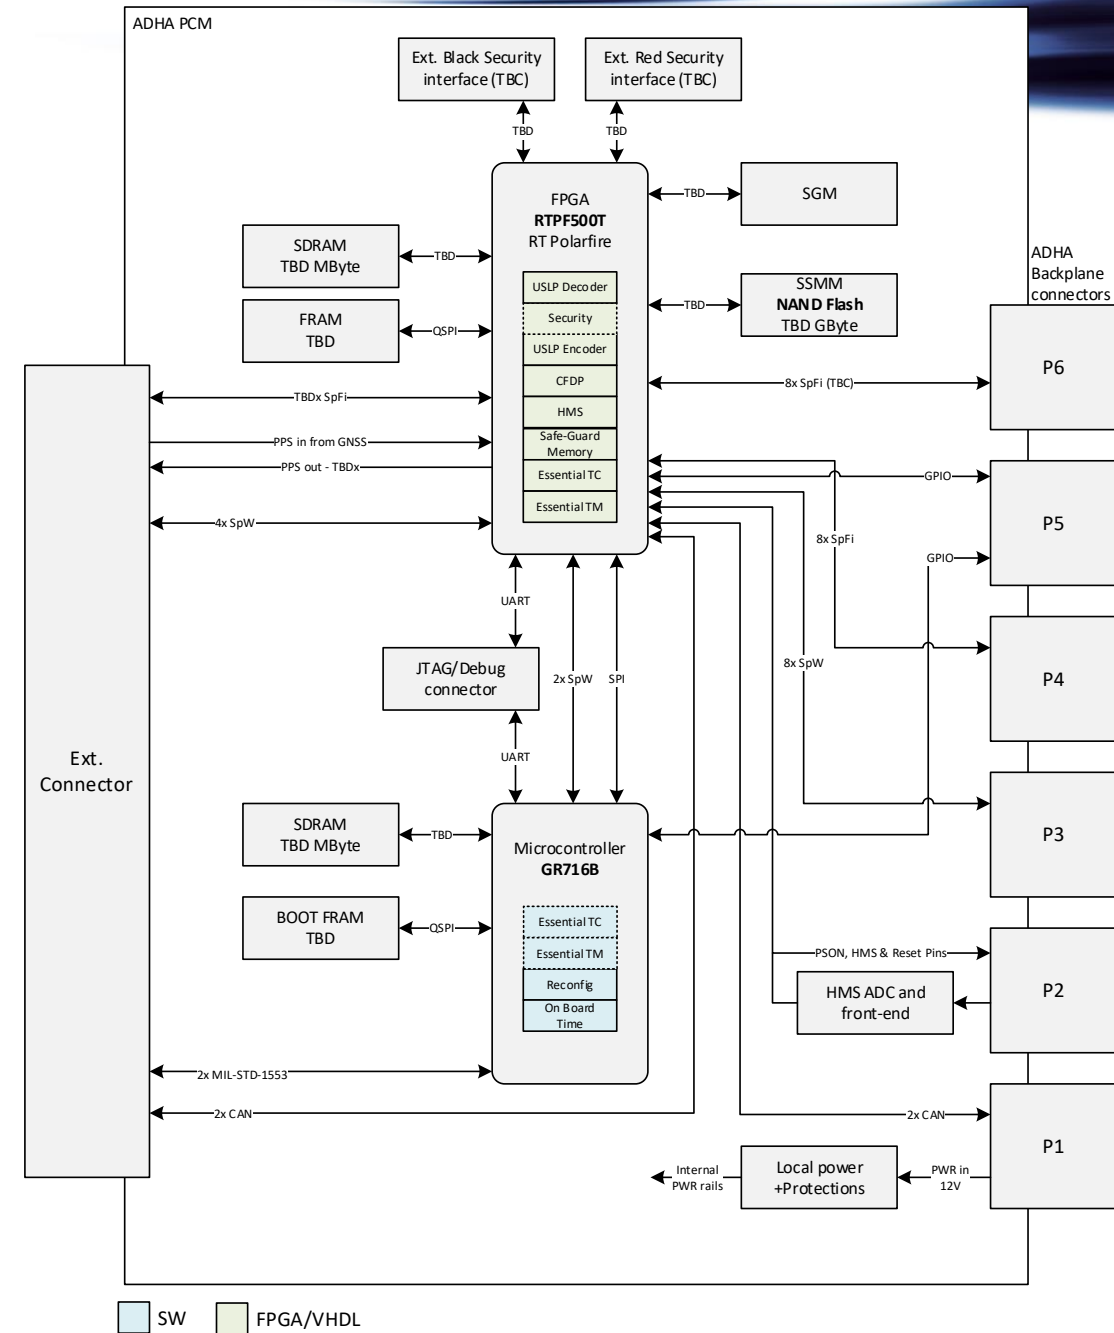 ADHA PCM
Ext. Black Security
interface (TBC)
Ext. Red Security
interface (TBC)
TBD
TBD
FPGA
RTPF500T
RT Polarfire
TBD
SGM
SDRAM
TBD MByte
TBD
ADHA
Backplane
connectors
USLP Decoder
Security
USLP Encoder
CFDP
HMS
Safe-Guard
Memory
Essential TC
Essential TM
TBD
SSMM
NAND Flash
TBD GByte
FRAM
TBD
QSPI
P6
8x SpFi (TBC)
TBDx SpFi
PPS in from GNSS
PPS out - TBDx
4x SpW
GPIO
P5
8x SpFi
GPIO
UART
JTAG/Debug
connector
2x SpW
SPI
8x SpW
P4
UART
Ext.
Connector
SDRAM
TBD MByte
TBD
Microcontroller
GR716B
P3
BOOT FRAM
TBD
QSPI
Essential TC
Essential TM
Reconfig
On Board
Time
PSON, HMS & Reset Pins
HMS ADC and
front-end
P2
2x MIL-STD-1553
2x CAN
2x CAN
P1
Internal
PWR rails
Local power
+Protections
PWR in
12V
SW
FPGA/VHDL